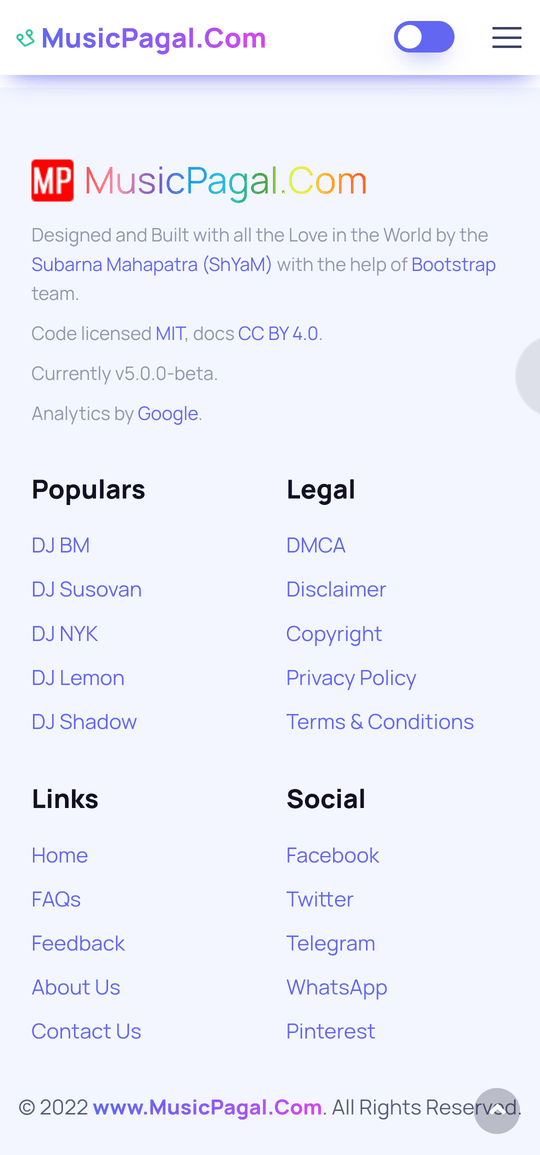 MusicPagal.Com
MP MusicPagal.Com
Designed and Built with all the Love in the World by the
Subarna Mahapatra (ShYaM) with the help of Bootstrap
team.
Code licensed MIT, docs CC BY 4.0.
Currently v5.0.0-beta.
Analytics by Google.
Populars
DJ BM
DJ Susovan
DJ NYK
DJ Lemon
DJ Shadow
Legal
DMCA
Disclaimer
Copyright
Privacy Policy
Terms & Conditions
Links
Home
FAQs
Feedback
About Us
Contact Us
Social
Facebook
Twitter
Telegram
WhatsApp
Pinterest
© 2022 www.MusicPagal.Com. All Rights Reserved.